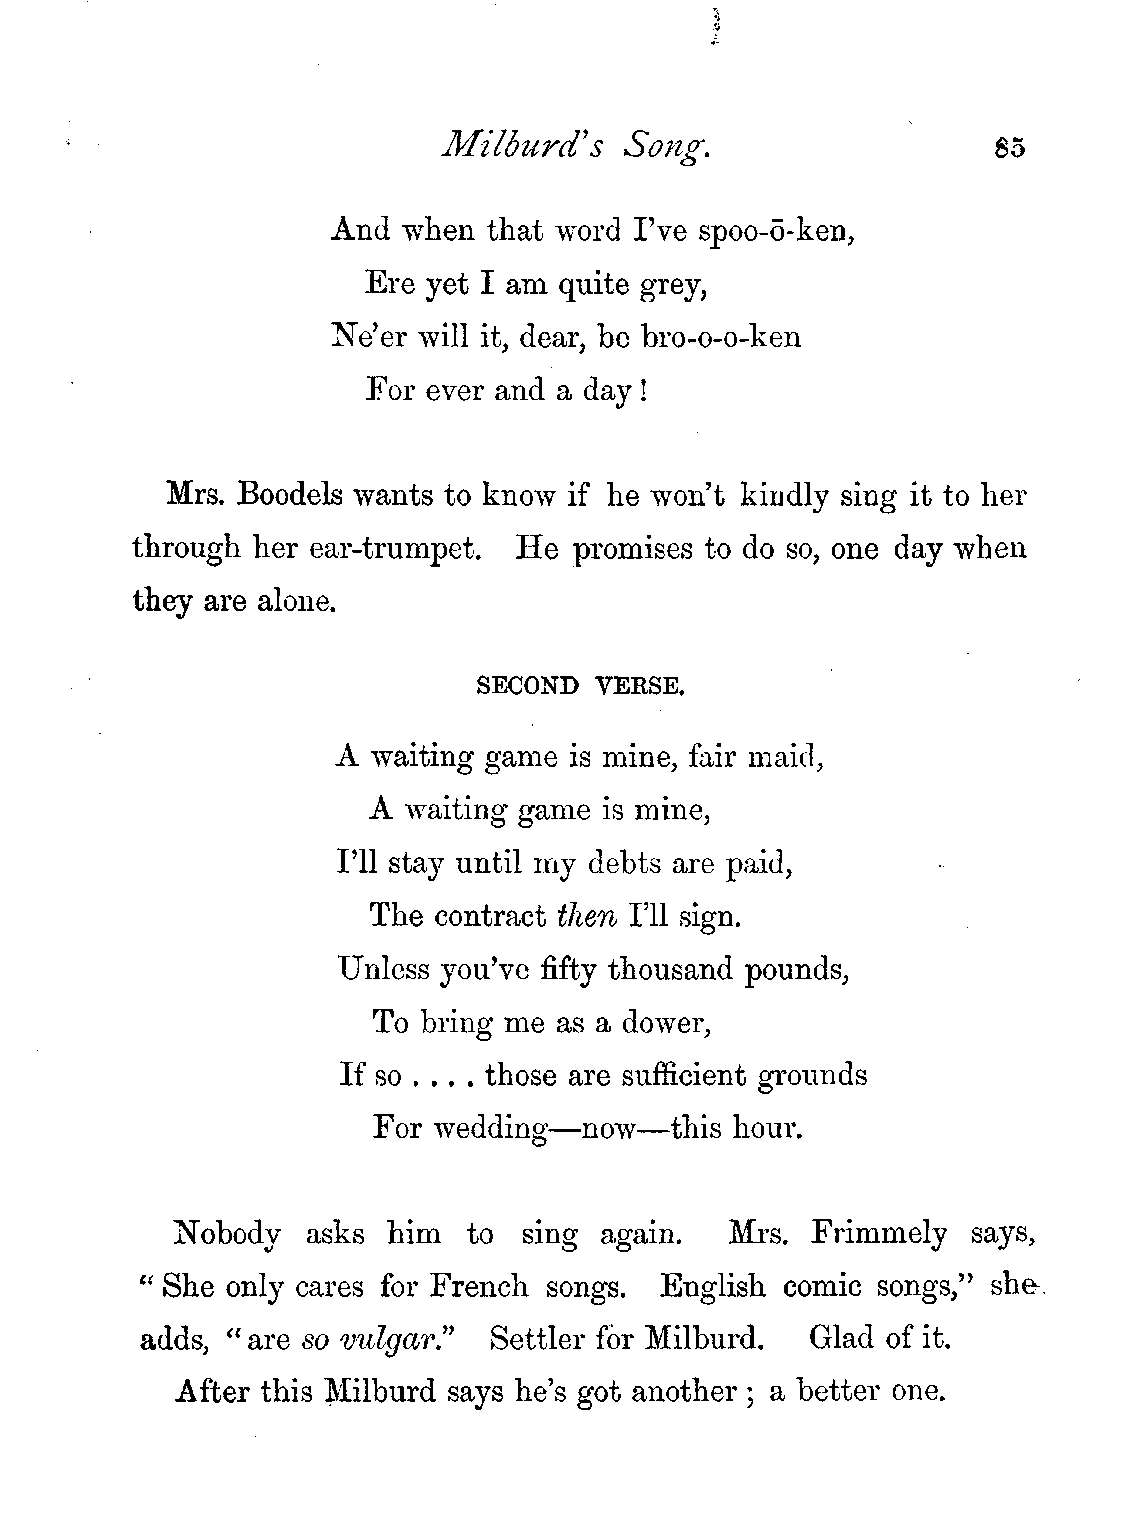 Milburd's Song. 85
And when that word I've spoo-ō-ken,
Ere yet I am quite grey,
Ne'er will it, dear, be bro-o-o-ken
For ever and a day!
Mrs. Boodels wants to know if he won't kindly sing it to her
through her ear-trumpet. He promises to do so, one day when
they are alone.
SECOND VERSE.
A waiting game is mine, fair maid,
A waiting game is mine,
I'll stay until my debts are paid,
The contract then I'll sign.
Unless you've fifty thousand pounds,
To bring me as a dower,
If so .... those are sufficient grounds
For wedding—now—this hour.
Nobody asks him to sing again. Mrs. Frimmely says,
"She only cares for French songs. English comic songs," she
adds, "are so vulgar." Settler for Milburd. Glad of it.
After this Milburd says he's got another; a better one.